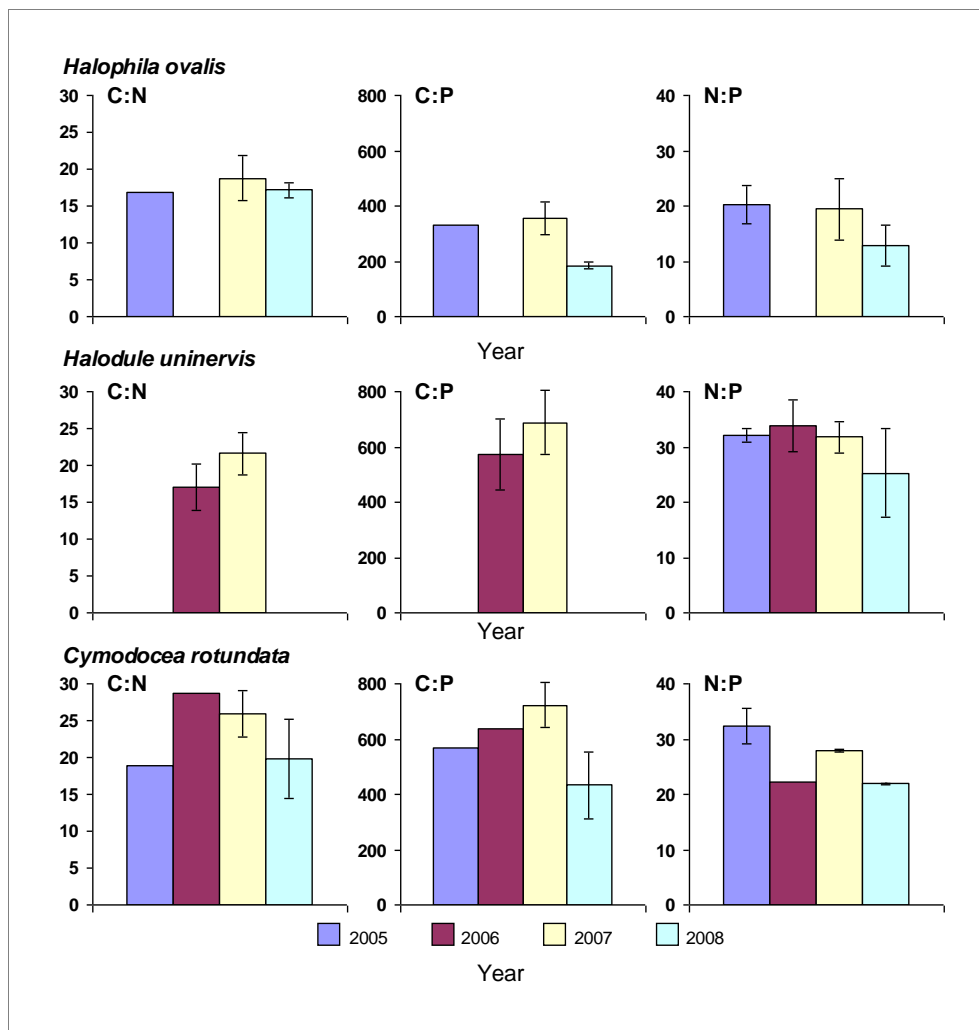 Halophila ovalis
C:N C:P N:P
30 800 40
25
20 600 30
15 400 20
10 200 10
5
0 0 0
Year
Halodule uninervis
C:N C:P N:P
30 800 40
25
20 600 30
15 400 20
10 200 10
5
0 0 0
Year
Cymodocea rotundata
C:N C:P N:P
30 800 40
25
20 600 30
15 400 20
10 200 10
5
0 0 0
2005 2006 2007 2008
Year